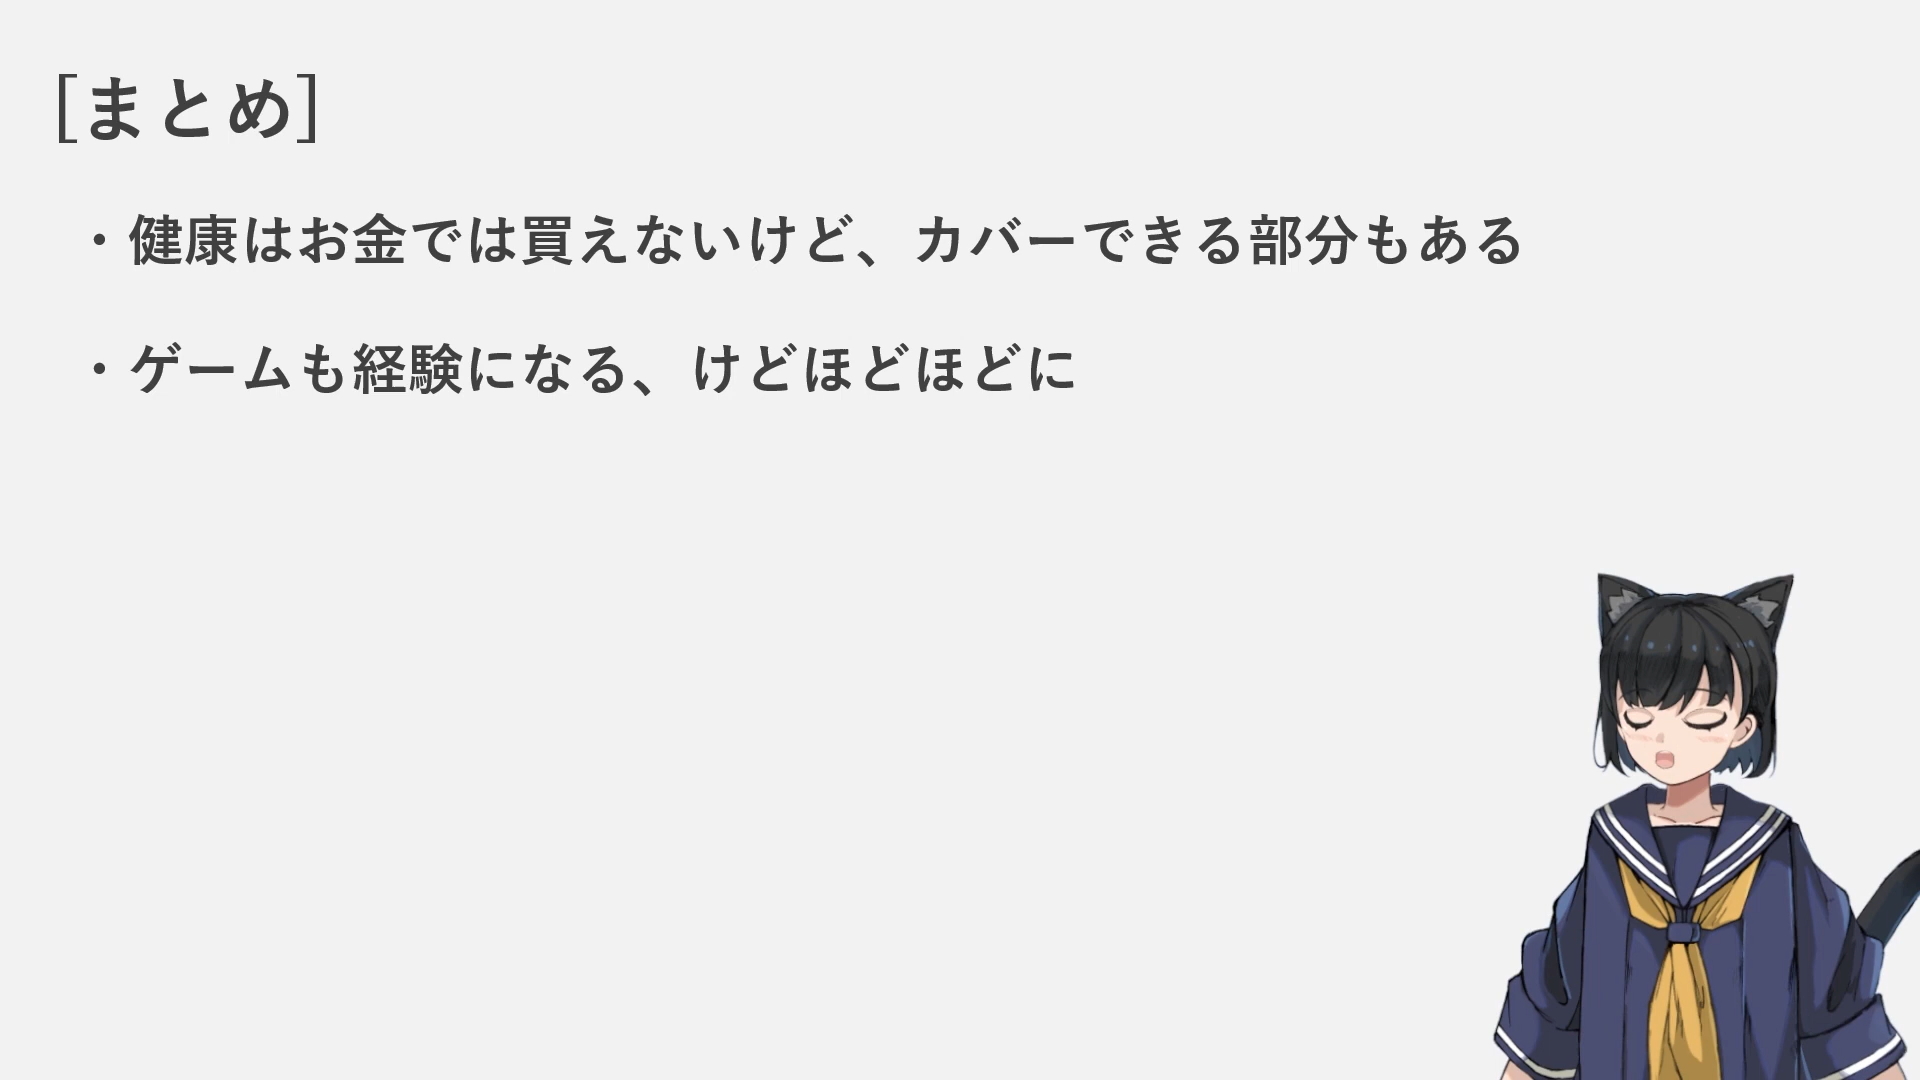 [まとめ]
・健康はお金では買えないけど、カバーできる部分もある
・ゲームも経験になる、けどほどほどに